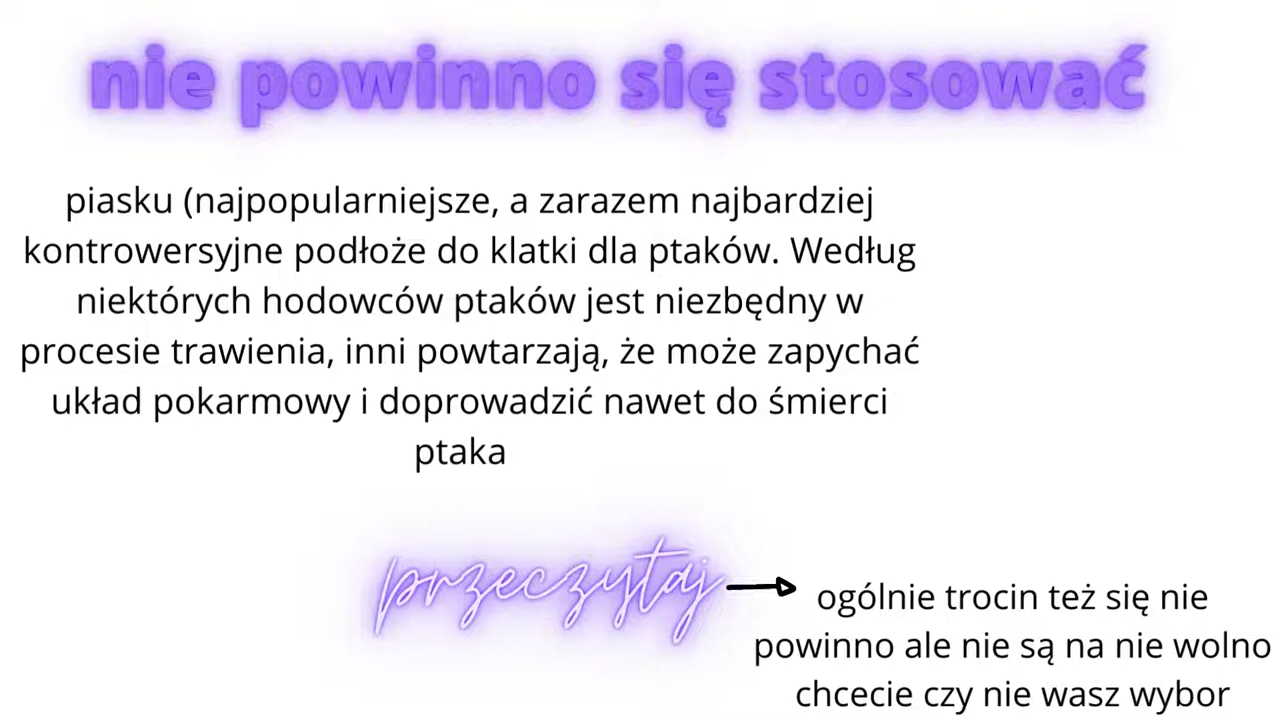 nie powinno się stosować
piasku (najpopularniejsze, a zarazem najbardziej
kontrowersyjne podłoże do klatki dla ptaków. Według
niektórych hodowców ptaków jest niezbędny w
procesie trawienia, inni powtarzają, że może zapychać
układ pokarmowy i doprowadzić nawet do śmierci
ptaka
przeczytaj
ogólnie trocin też się nie
powinno ale nie są na nie wolno
chcecie czy nie wasz wybor